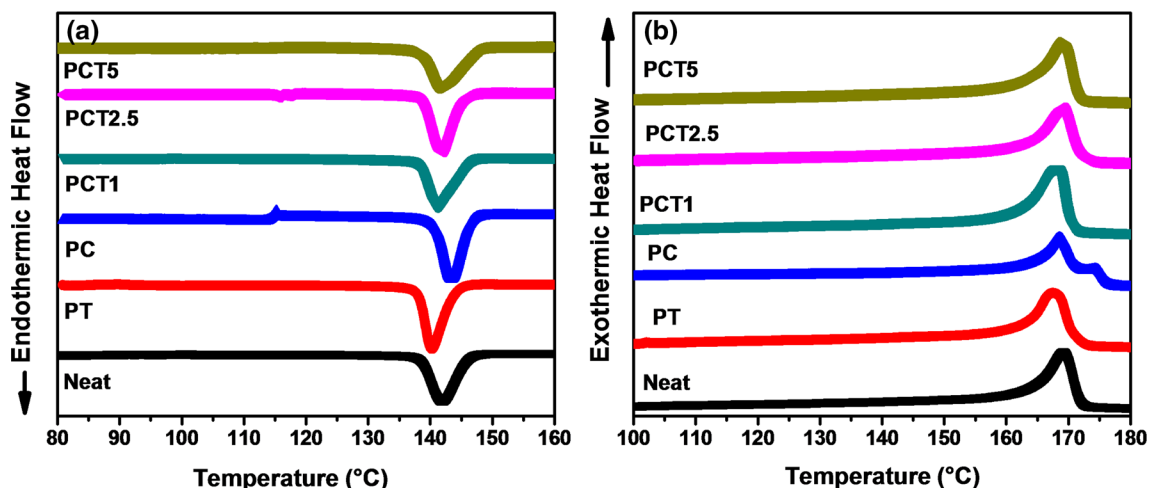 (a)
PCT5
PCT2.5
PCT1
PC
PT
Neat
Endothermic Heat Flow
80 90 100 110 120 130 140 150 160
Temperature (°C)
(b)
PCT5
PCT2.5
PCT1
PC
PT
Neat
Exothermic Heat Flow
100 110 120 130 140 150 160 170 180
Temperature (°C)